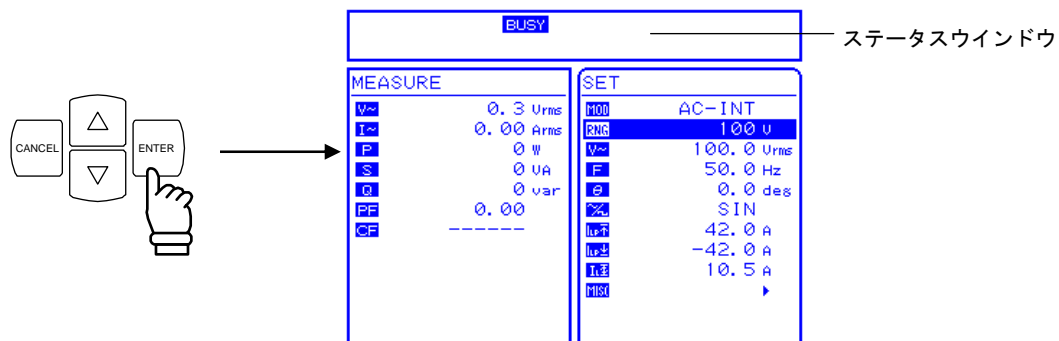 BUSY
ステータスウインドウ
CANCEL
ENTER
MEASURE
V~ 0.3 Vrms
I~ 0.00 Arms
P 0 W
S 0 VA
Q 0 var
PF 0.00
CF ------
SET
MOD AC-INT
RNG 100 V
V~ 100.0 Vrms
F 50.0 Hz
θ 0.0 deg
SIN
42.0 A
-42.0 A
10.5 A
MISC